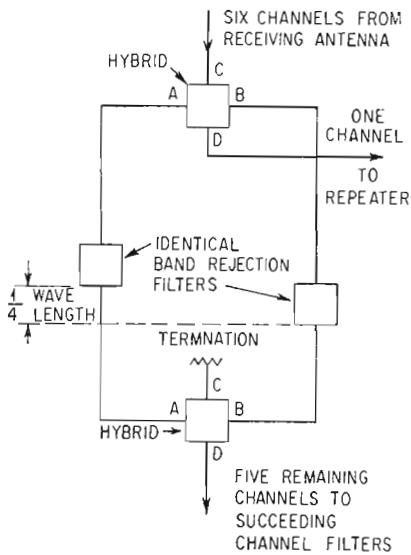 SIX CHANNELS FROM
RECEIVING ANTENNA
HYBRID
C
A
B
D
ONE
CHANNEL
TO
REPEATER
IDENTICAL
BAND REJECTION
FILTERS
1/4
WAVE
LENGTH
TERMNATION
C
A
B
HYBRID
D
FIVE REMAINING
CHANNELS TO
SUCCEEDING
CHANNEL FILTERS